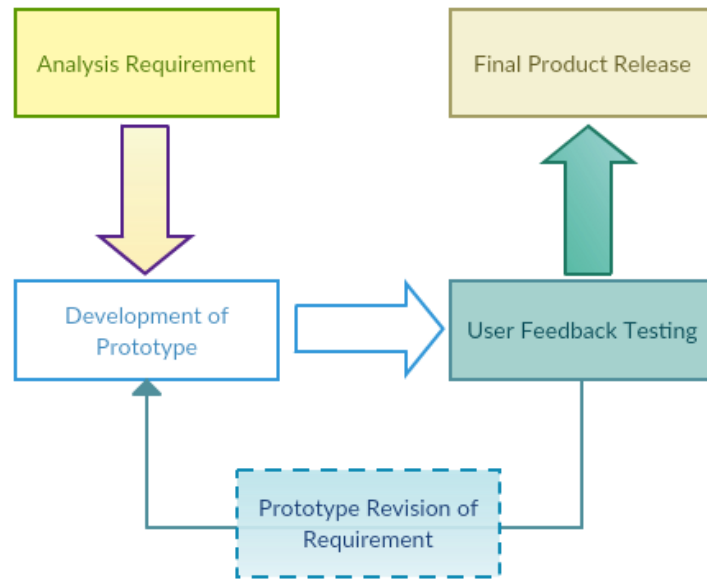 Analysis Requirement
Final Product Release
Development of
Prototype
User Feedback Testing
Prototype Revision of
Requirement